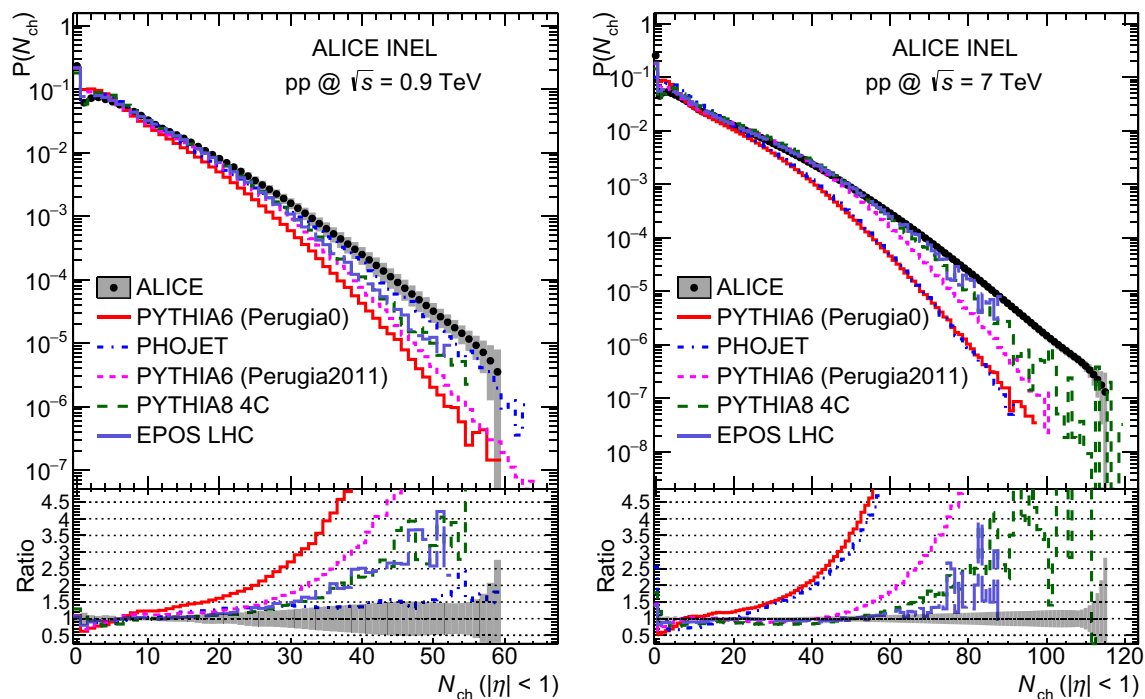 P(N_ch)
1
10^−1
10^−2
10^−3
10^−4
10^−5
10^−6
10^−7
ALICE INEL
pp @ √s = 0.9 TeV
ALICE
PYTHIA6 (Perugia0)
PHOJET
PYTHIA6 (Perugia2011)
PYTHIA8 4C
EPOS LHC
Ratio
4.5
4
3.5
3
2.5
2
1.5
1
0.5
0 10 20 30 40 50 60
N_ch (|η| < 1)
P(N_ch)
1
10^−1
10^−2
10^−3
10^−4
10^−5
10^−6
10^−7
10^−8
ALICE INEL
pp @ √s = 7 TeV
ALICE
PYTHIA6 (Perugia0)
PHOJET
PYTHIA6 (Perugia2011)
PYTHIA8 4C
EPOS LHC
Ratio
4.5
4
3.5
3
2.5
2
1.5
1
0.5
0 20 40 60 80 100 120
N_ch (|η| < 1)